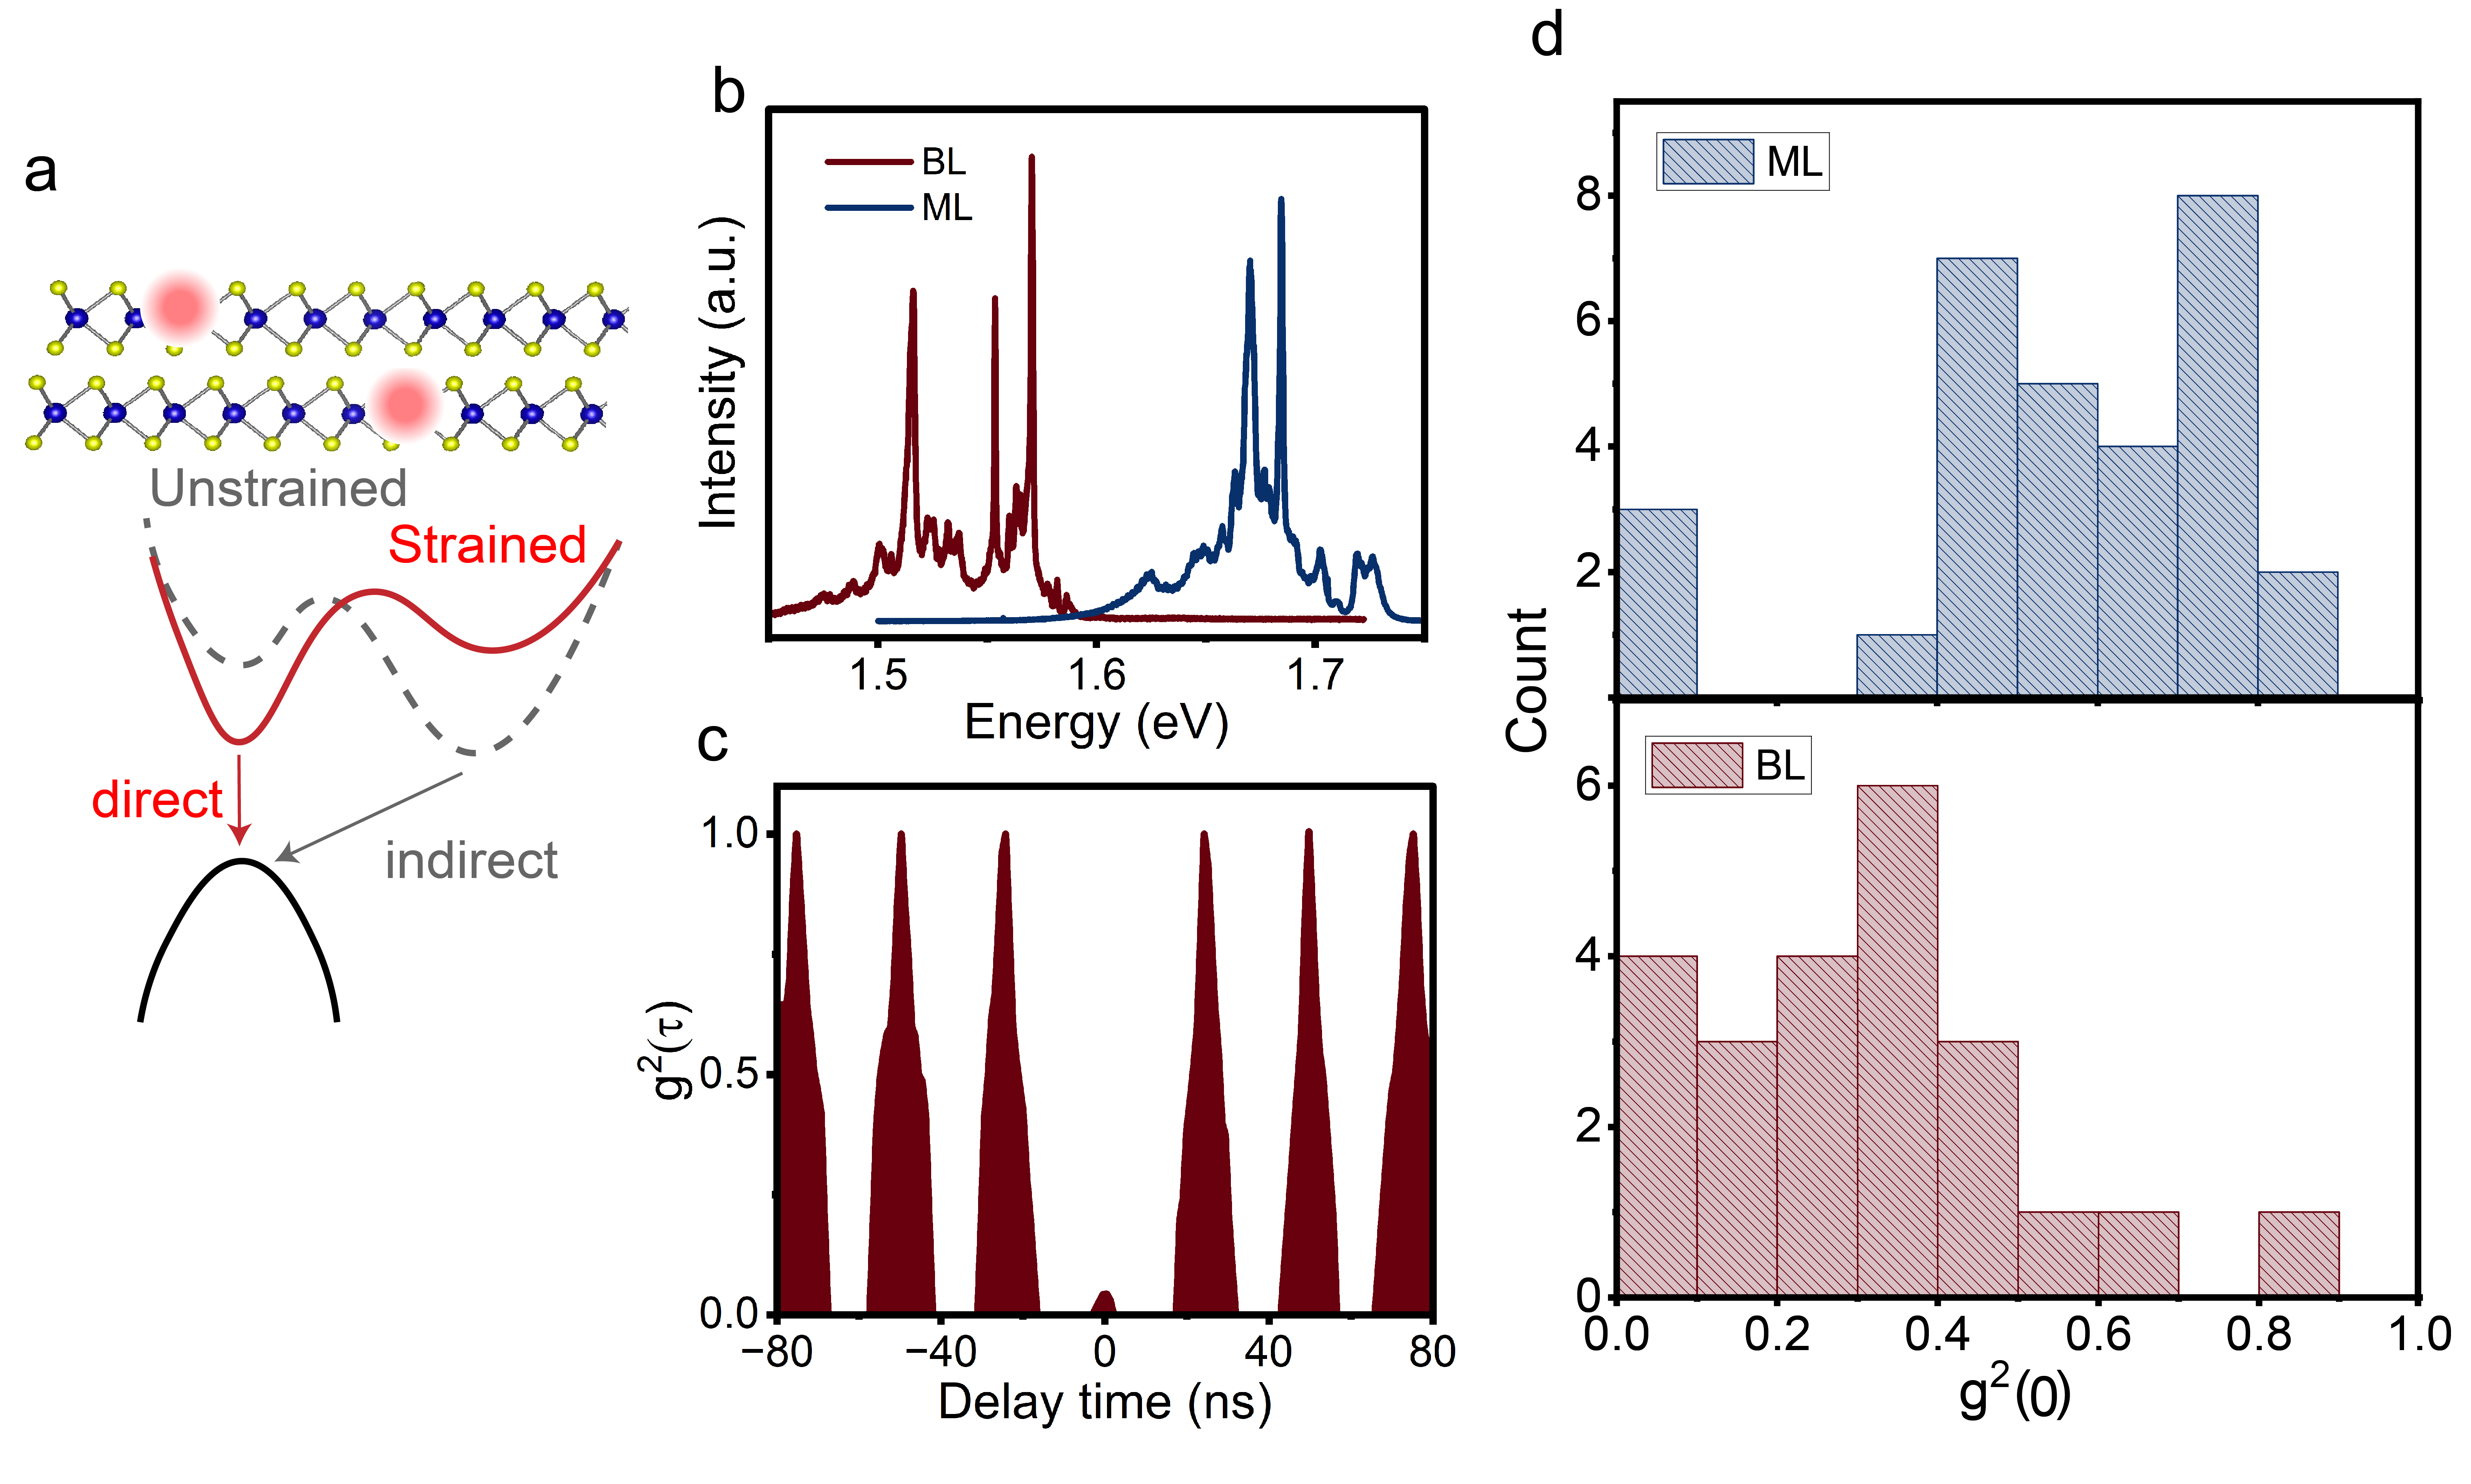 a
Unstrained
Strained
direct
indirect
b
BL
ML
Intensity (a.u.)
1.5 1.6 1.7
Energy (eV)
c
1.0
0.5
0.0
g²(τ)
−80 −40 0 40 80
Delay time (ns)
d
ML
8
6
4
2
Count
BL
6
4
2
0
0.0 0.2 0.4 0.6 0.8 1.0
g²(0)